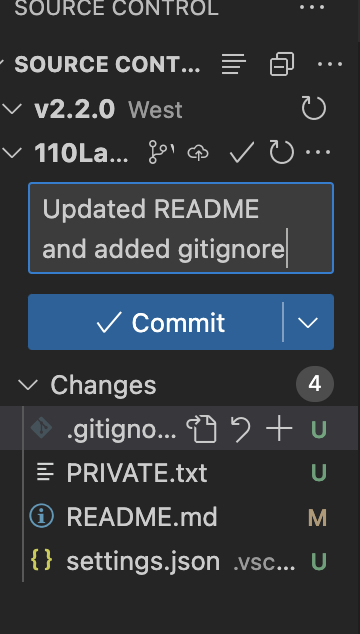 SOURCE CONTROL
SOURCE CONT...
v2.2.0 West
110La...
Updated README
and added gitignore
Commit
Changes 4
.gitigno... U
PRIVATE.txt U
README.md M
settings.json .vsc... U